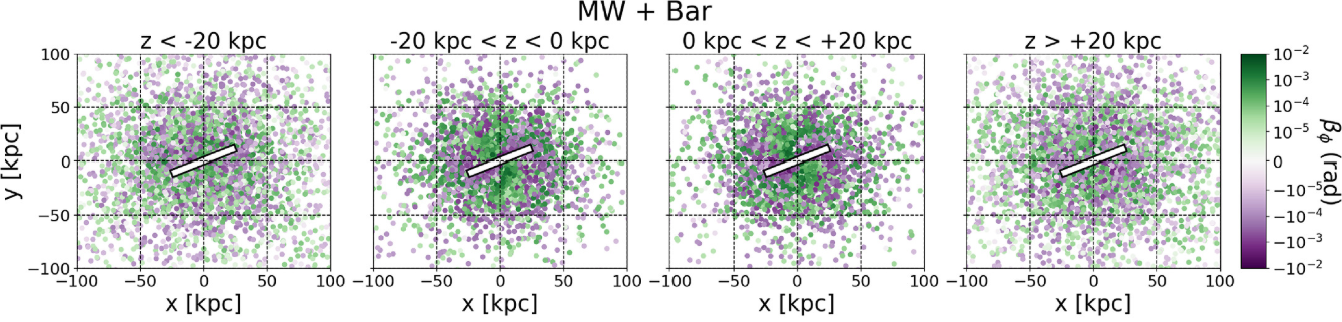 MW + Bar
z < -20 kpc
-20 kpc < z < 0 kpc
0 kpc < z < +20 kpc
z > +20 kpc
y [kpc]
100
50
0
−50
−100
−100 −50 0 50 100
−100 −50 0 50 100
−100 −50 0 50 100
−100 −50 0 50 100
x [kpc]
x [kpc]
x [kpc]
x [kpc]
10⁻²
10⁻³
10⁻⁴
10⁻⁵
0
−10⁻⁵
−10⁻⁴
−10⁻³
−10⁻²
βϕ (rad)